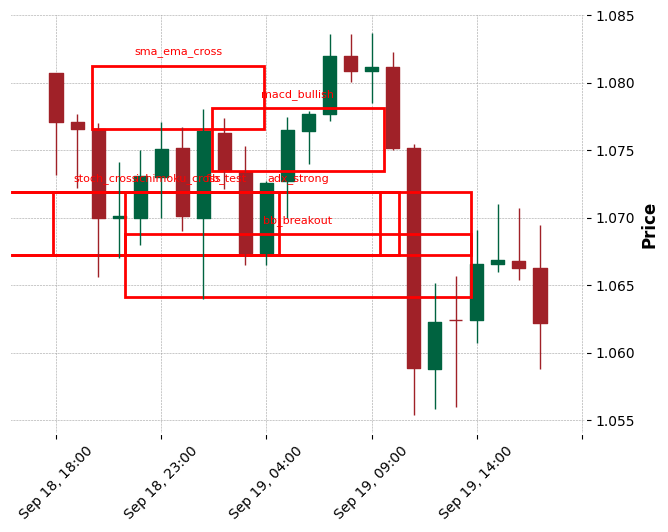 1.085
sma_ema_cross
1.080
macd_bullish
1.075
adx_strong
1.070
1.065
1.060
1.055
Price
Sep 18, 18:00
Sep 18, 23:00
Sep 19, 04:00
Sep 19, 09:00
Sep 19, 14:00